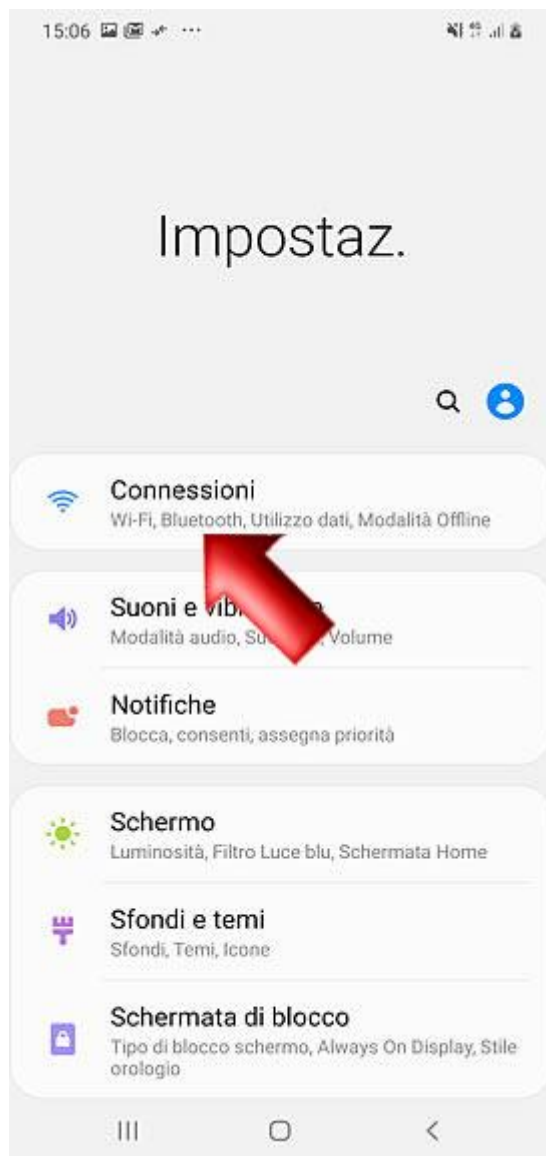 15:06
Impostaz.
Connessioni
Wi-Fi, Bluetooth, Utilizzo dati, Modalità Offline
Suoni e
Modalità audio, Volume
Notifiche
Blocca, consenti, assegna priorità
Schermo
Luminosità, Filtro Luce blu, Schermata Home
Sfondi e temi
Sfondi, Temi, Icone
Schermata di blocco
Tipo di blocco schermo, Always On Display, Stile
orologio